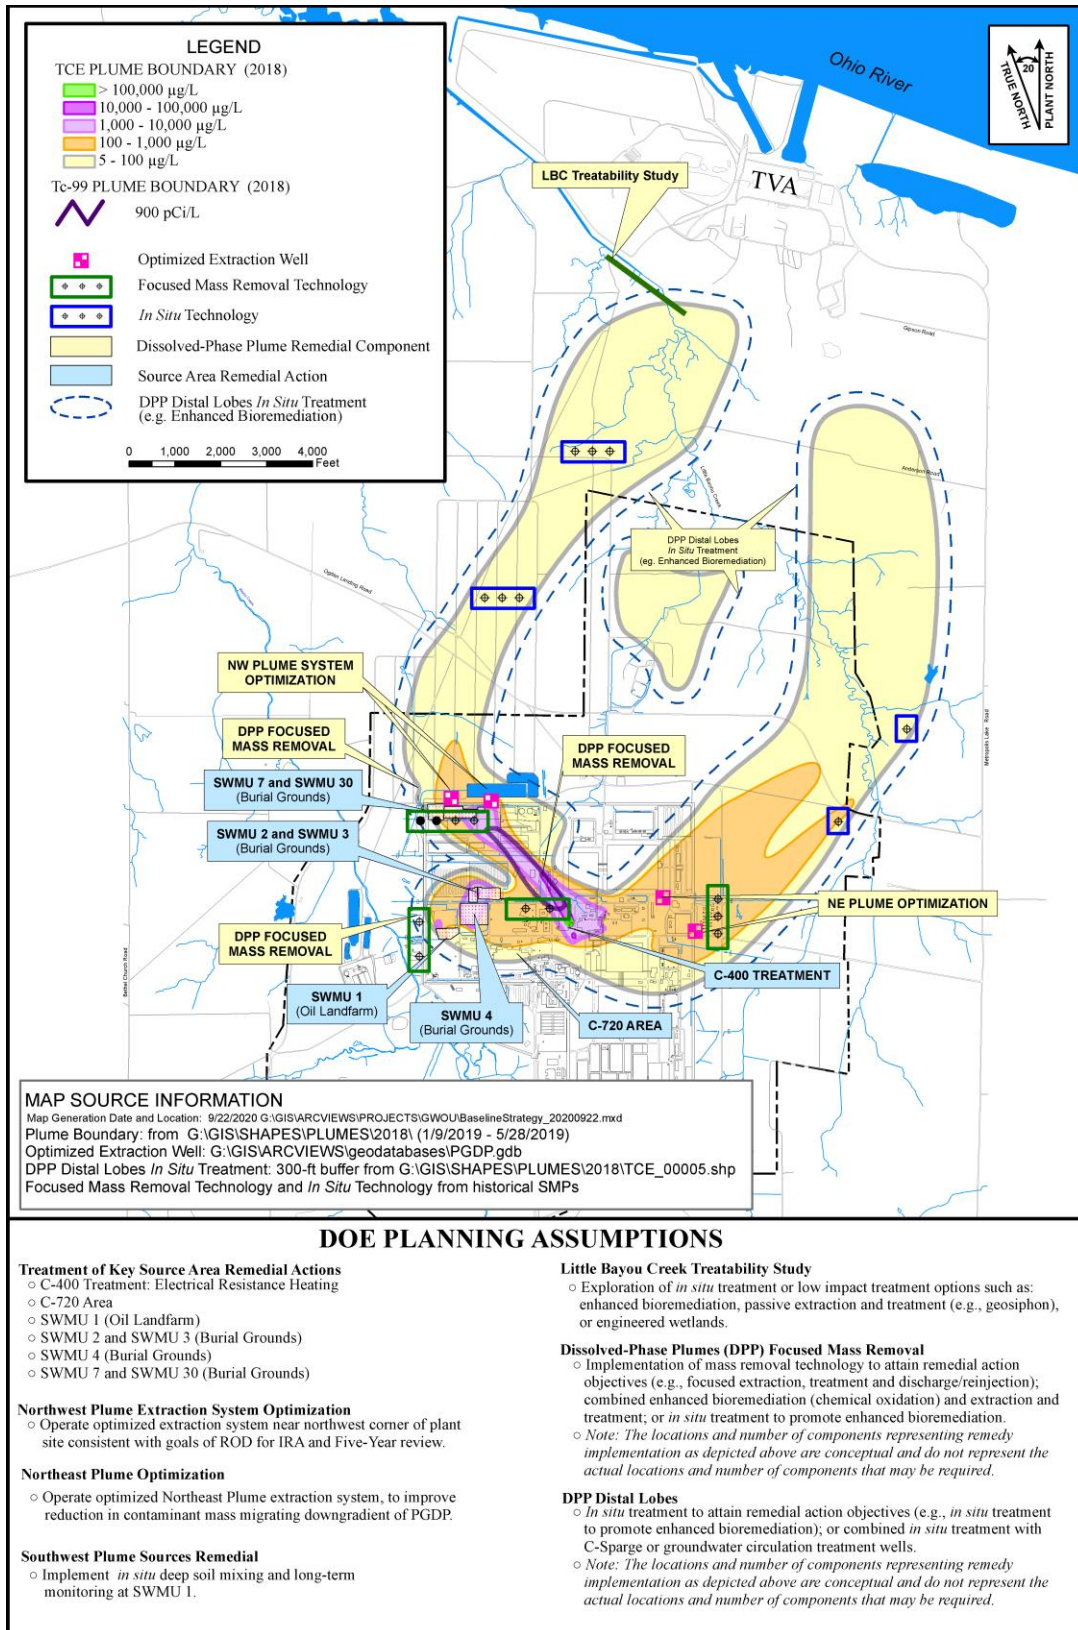 LEGEND
TCE PLUME BOUNDARY (2018)
> 100,000 µg/L
10,000 - 100,000 µg/L
1,000 - 10,000 µg/L
100 - 1,000 µg/L
5 - 100 µg/L
Tc-99 PLUME BOUNDARY (2018)
900 pCi/L
Optimized Extraction Well
Focused Mass Removal Technology
In Situ Technology
Dissolved-Phase Plume Remedial Component
Source Area Remedial Action
DPP Distal Lobes In Situ Treatment
(e.g. Enhanced Bioremediation)
0 1,000 2,000 3,000 4,000
Feet
Ohio River
20
TRUE NORTH
PLANT NORTH
TVA
LBC Treatability Study
Gipson Road
Anderson Road
Little Bayou Creek
DPP Distal Lobes
In Situ Treatment
(eg. Enhanced Bioremediation)
Ogden Landing Road
Metropolis Lake Road
Bethel Church Road
NW PLUME SYSTEM
OPTIMIZATION
DPP FOCUSED
MASS REMOVAL
DPP FOCUSED
MASS REMOVAL
SWMU 7 and SWMU 30
(Burial Grounds)
SWMU 2 and SWMU 3
(Burial Grounds)
NE PLUME OPTIMIZATION
DPP FOCUSED
MASS REMOVAL
C-400 TREATMENT
SWMU 1
(Oil Landfarm)
SWMU 4
(Burial Grounds)
C-720 AREA
MAP SOURCE INFORMATION
Map Generation Date and Location: 9/22/2020 G:\GIS\ARCVIEWS\PROJECTS\GWOU\BaselineStrategy_20200922.mxd
Plume Boundary: from G:\GIS\SHAPES\PLUMES\2018\ (1/9/2019 - 5/28/2019)
Optimized Extraction Well: G:\GIS\ARCVIEWS\geodatabases\PGDP.gdb
DPP Distal Lobes In Situ Treatment: 300-ft buffer from G:\GIS\SHAPES\PLUMES\2018\TCE_00005.shp
Focused Mass Removal Technology and In Situ Technology from historical SMPs
DOE PLANNING ASSUMPTIONS
Treatment of Key Source Area Remedial Actions
○ C-400 Treatment: Electrical Resistance Heating
○ C-720 Area
○ SWMU 1 (Oil Landfarm)
○ SWMU 2 and SWMU 3 (Burial Grounds)
○ SWMU 4 (Burial Grounds)
○ SWMU 7 and SWMU 30 (Burial Grounds)
Northwest Plume Extraction System Optimization
○ Operate optimized extraction system near northwest corner of plant
site consistent with goals of ROD for IRA and Five-Year review.
Northeast Plume Optimization
○ Operate optimized Northeast Plume extraction system, to improve
reduction in contaminant mass migrating downgradient of PGDP.
Southwest Plume Sources Remedial
○ Implement in situ deep soil mixing and long-term
monitoring at SWMU 1.
Little Bayou Creek Treatability Study
○ Exploration of in situ treatment or low impact treatment options such as:
enhanced bioremediation, passive extraction and treatment (e.g., geosiphon),
or engineered wetlands.
Dissolved-Phase Plumes (DPP) Focused Mass Removal
○ Implementation of mass removal technology to attain remedial action
objectives (e.g., focused extraction, treatment and discharge/reinjection);
combined enhanced bioremediation (chemical oxidation) and extraction and
treatment; or in situ treatment to promote enhanced bioremediation.
○ Note: The locations and number of components representing remedy
implementation as depicted above are conceptual and do not represent the
actual locations and number of components that may be required.
DPP Distal Lobes
○ In situ treatment to attain remedial action objectives (e.g., in situ treatment
to promote enhanced bioremediation); or combined in situ treatment with
C-Sparge or groundwater circulation treatment wells.
○ Note: The locations and number of components representing remedy
implementation as depicted above are conceptual and do not represent the
actual locations and number of components that may be required.